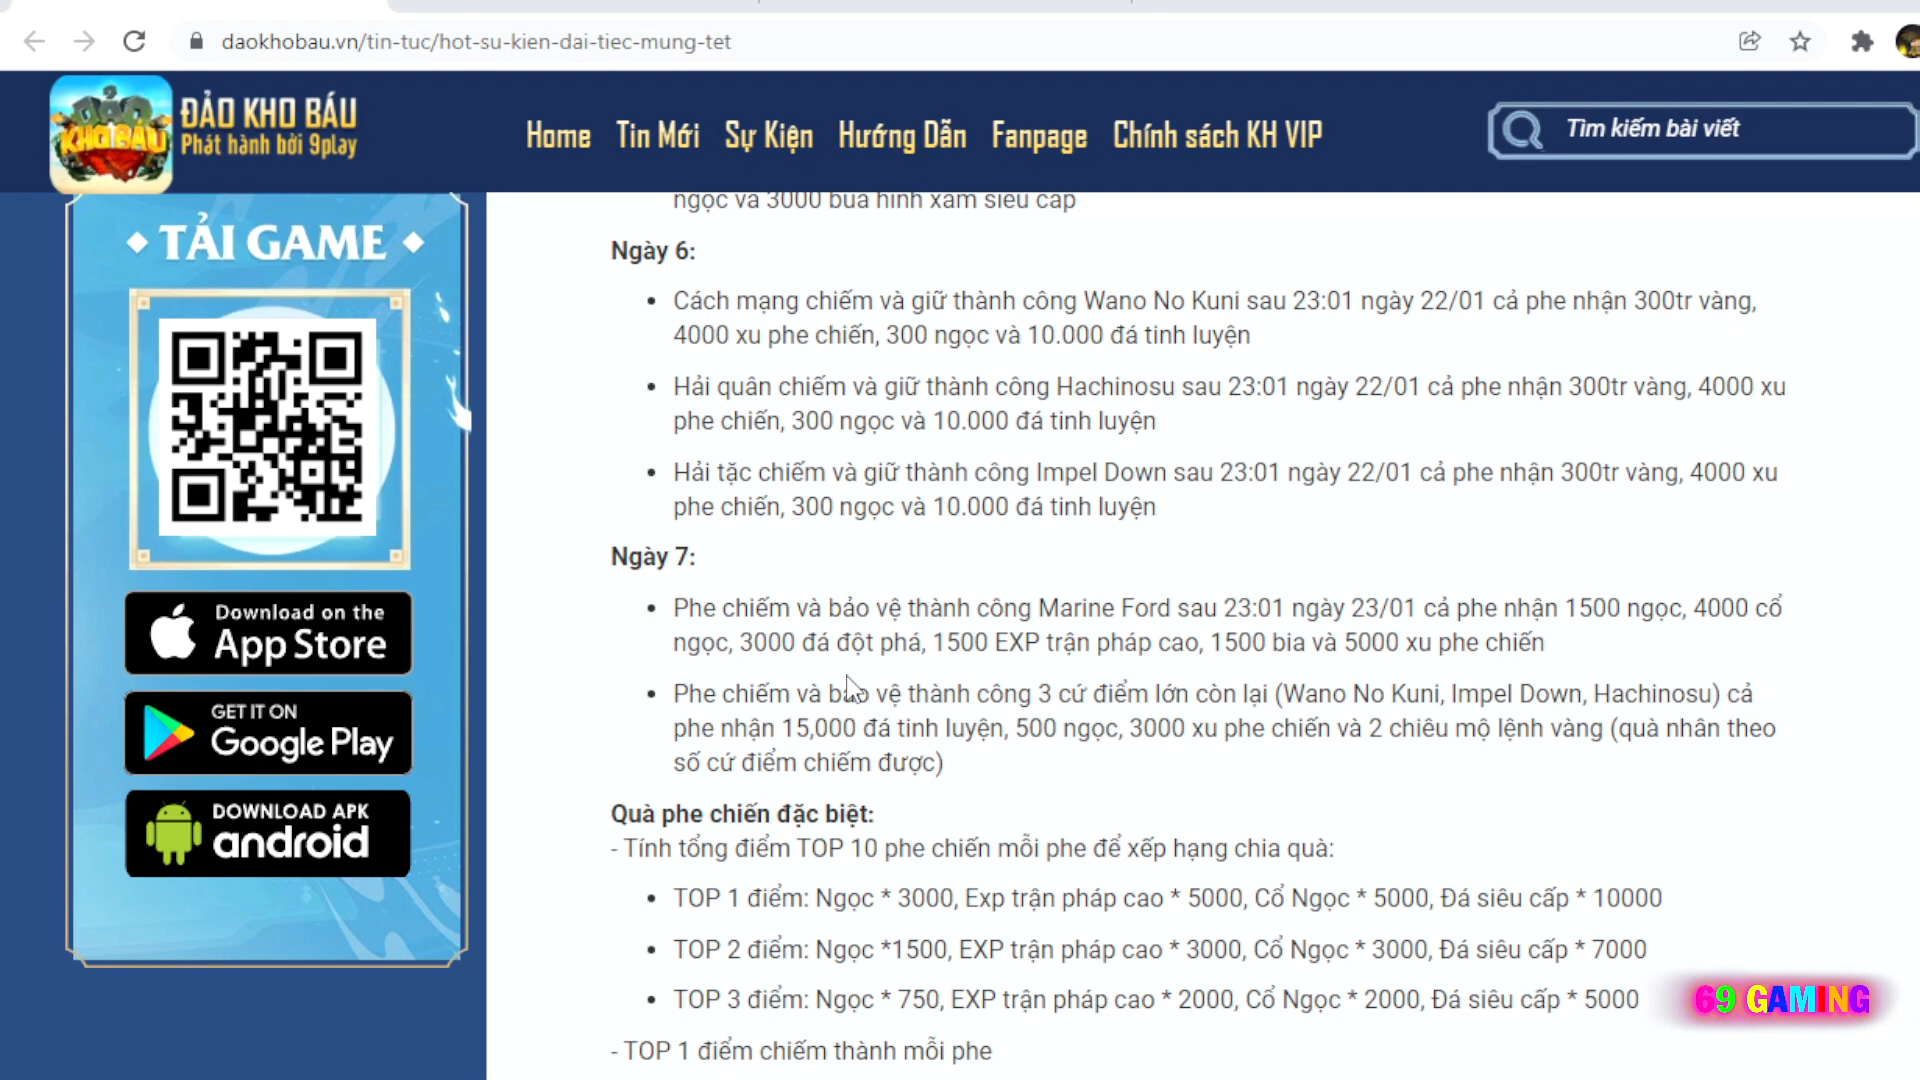 daokhobau.vn/tin-tuc/hot-su-kien-dai-tiec-mung-tet
ĐẢO KHO BÁU
ĐẢO KHO BÁU
Phát hành bởi 9play
Home Tin Mới Sự Kiện Hướng Dẫn Fanpage Chính sách KH VIP
Tìm kiếm bài viết
TẢI GAME
Download on the
App Store
GET IT ON
Google Play
DOWNLOAD APK
android
ngọc và 3000 búa hình xăm siêu cấp
Ngày 6:
• Cách mạng chiếm và giữ thành công Wano No Kuni sau 23:01 ngày 22/01 cả phe nhận 300tr vàng,
4000 xu phe chiến, 300 ngọc và 10.000 đá tinh luyện
• Hải quân chiếm và giữ thành công Hachinosu sau 23:01 ngày 22/01 cả phe nhận 300tr vàng, 4000 xu
phe chiến, 300 ngọc và 10.000 đá tinh luyện
• Hải tặc chiếm và giữ thành công Impel Down sau 23:01 ngày 22/01 cả phe nhận 300tr vàng, 4000 xu
phe chiến, 300 ngọc và 10.000 đá tinh luyện
Ngày 7:
• Phe chiếm và bảo vệ thành công Marine Ford sau 23:01 ngày 23/01 cả phe nhận 1500 ngọc, 4000 cổ
ngọc, 3000 đá đột phá, 1500 EXP trận pháp cao, 1500 bia và 5000 xu phe chiến
• Phe chiếm và bảo vệ thành công 3 cứ điểm lớn còn lại (Wano No Kuni, Impel Down, Hachinosu) cả
phe nhận 15,000 đá tinh luyện, 500 ngọc, 3000 xu phe chiến và 2 chiêu mộ lệnh vàng (quà nhân theo
số cứ điểm chiếm được)
Quà phe chiến đặc biệt:
- Tính tổng điểm TOP 10 phe chiến mỗi phe để xếp hạng chia quà:
• TOP 1 điểm: Ngọc * 3000, Exp trận pháp cao * 5000, Cổ Ngọc * 5000, Đá siêu cấp * 10000
• TOP 2 điểm: Ngọc *1500, EXP trận pháp cao * 3000, Cổ Ngọc * 3000, Đá siêu cấp * 7000
• TOP 3 điểm: Ngọc * 750, EXP trận pháp cao * 2000, Cổ Ngọc * 2000, Đá siêu cấp * 5000
- TOP 1 điểm chiếm thành mỗi phe
69 GAMING